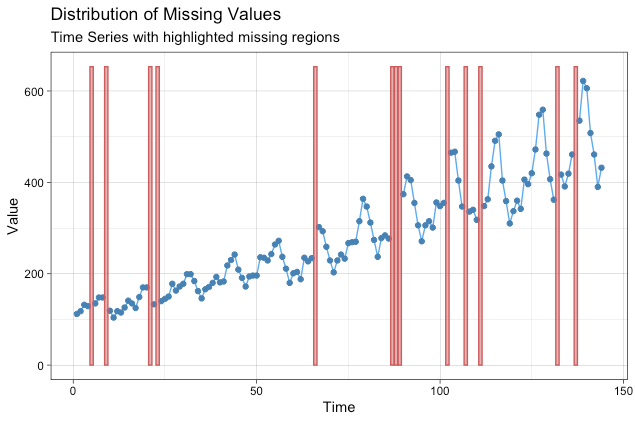 Distribution of Missing Values
Time Series with highlighted missing regions
600
400
200
0
Value
0 50 100 150
Time